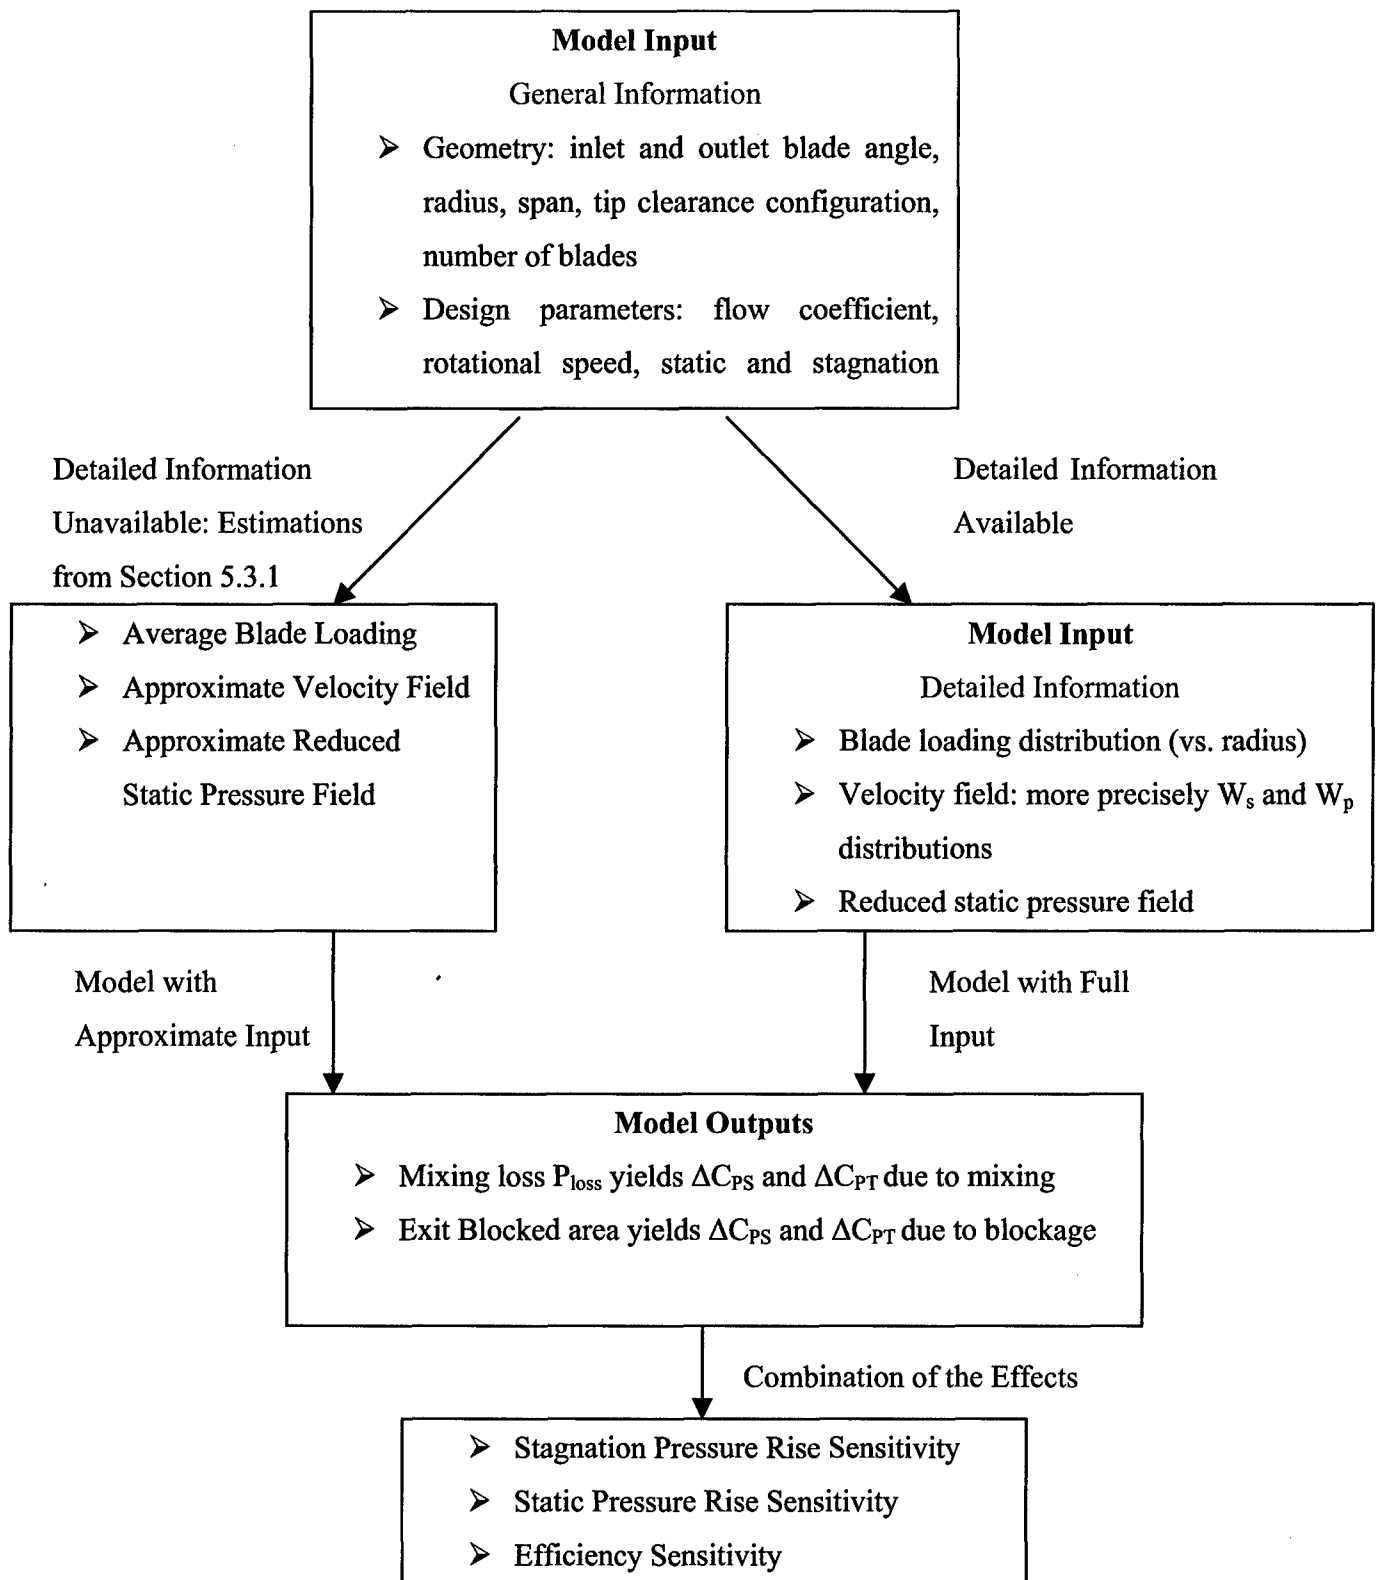 Model Input
General Information
➢ Geometry: inlet and outlet blade angle,
radius, span, tip clearance configuration,
number of blades
➢ Design parameters: flow coefficient,
rotational speed, static and stagnation
Detailed Information
Unavailable: Estimations
from Section 5.3.1
Detailed Information
Available
➢ Average Blade Loading
➢ Approximate Velocity Field
➢ Approximate Reduced
Static Pressure Field
Model Input
Detailed Information
➢ Blade loading distribution (vs. radius)
➢ Velocity field: more precisely Wₛ and Wₚ
distributions
➢ Reduced static pressure field
Model with
Approximate Input
Model with Full
Input
Model Outputs
➢ Mixing loss P_loss yields ΔC_PS and ΔC_PT due to mixing
➢ Exit Blocked area yields ΔC_PS and ΔC_PT due to blockage
Combination of the Effects
➢ Stagnation Pressure Rise Sensitivity
➢ Static Pressure Rise Sensitivity
➢ Efficiency Sensitivity